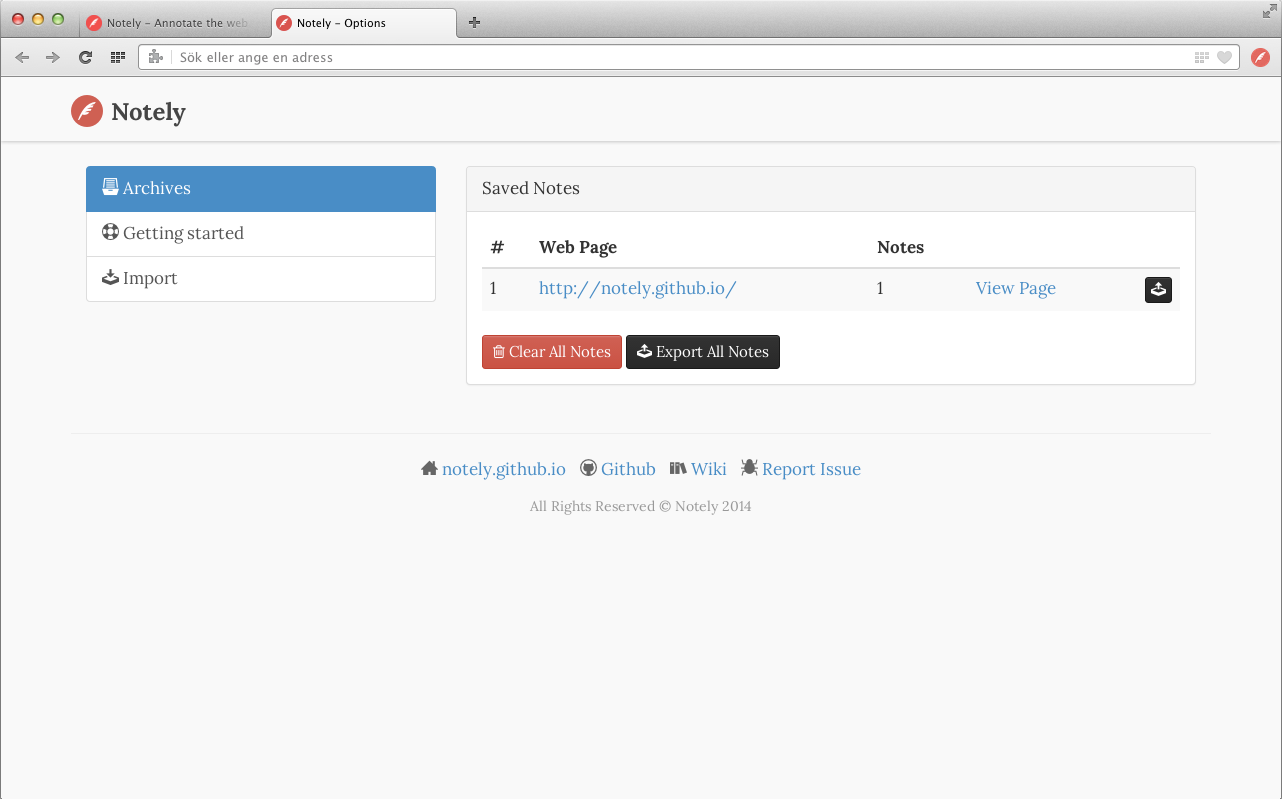 Notely – Annotate the web
Notely – Options
Sök eller ange en adress
Notely
Archives
Getting started
Import
Saved Notes
# Web Page Notes
1 http://notely.github.io/ 1 View Page
Clear All Notes Export All Notes
notely.github.io Github Wiki Report Issue
All Rights Reserved © Notely 2014